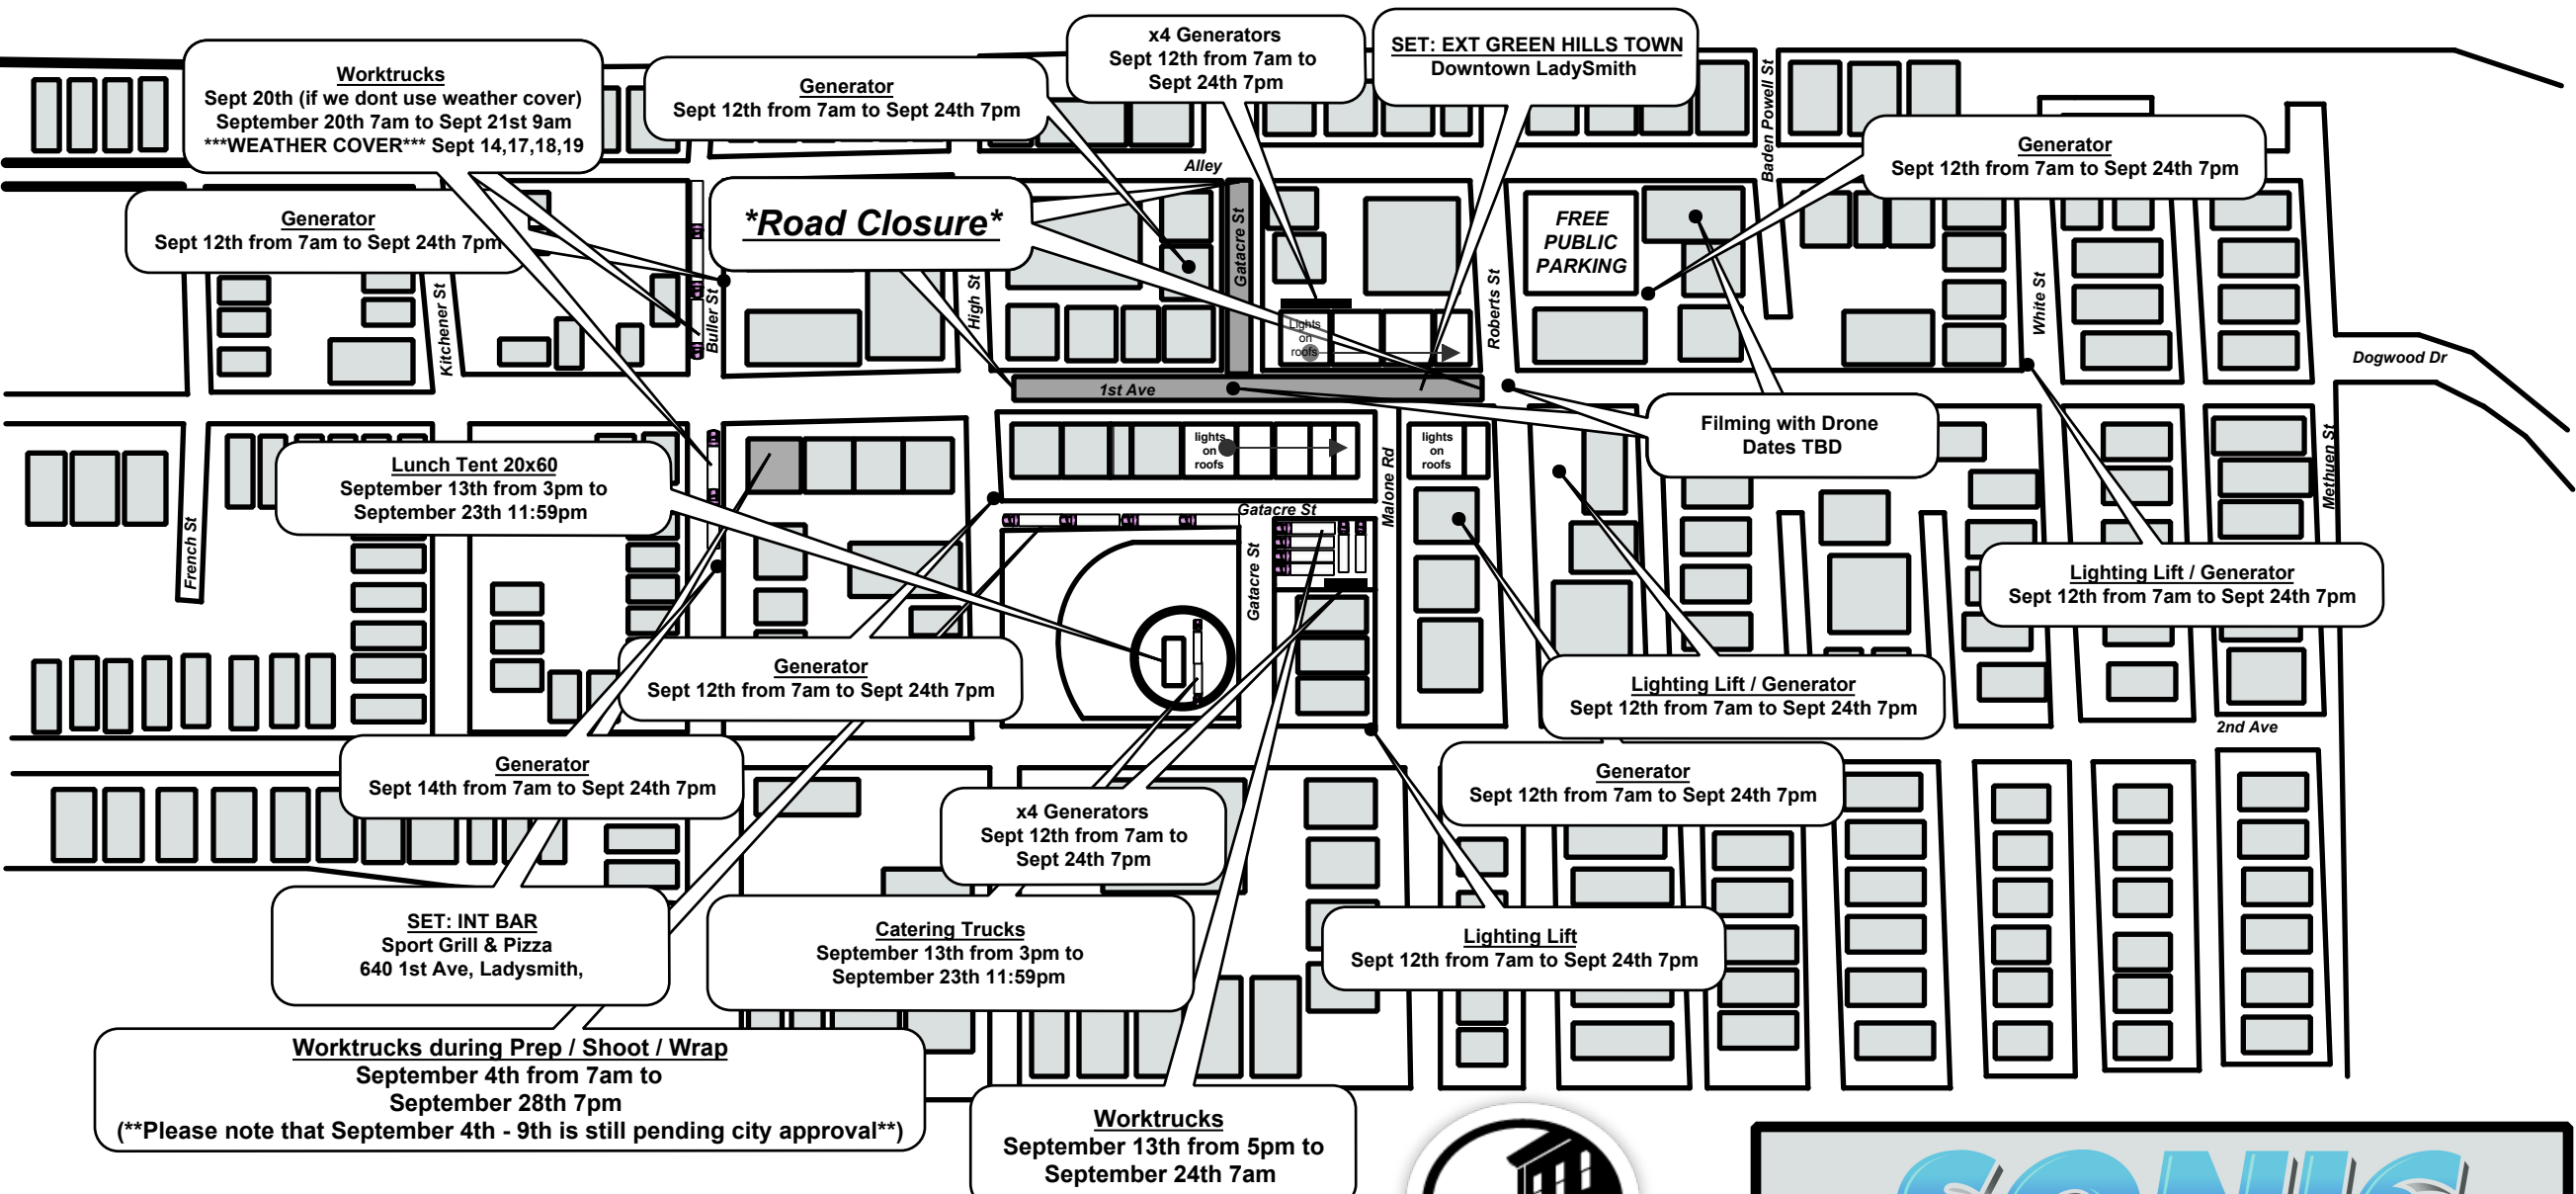 Worktrucks
Sept 20th (if we dont use weather cover)
September 20th 7am to Sept 21st 9am
***WEATHER COVER*** Sept 14,17,18,19
Generator
Sept 12th from 7am to Sept 24th 7pm
x4 Generators
Sept 12th from 7am to
Sept 24th 7pm
SET: EXT GREEN HILLS TOWN
Downtown LadySmith
Baden Powell St
Generator
Sept 12th from 7am to Sept 24th 7pm
Alley
Generator
Sept 12th from 7am to Sept 24th 7pm
*Road Closure*
Gatacre St
FREE
PUBLIC
PARKING
Kitchener St
Buller St
High St
Lights
on
roofs
Roberts St
White St
Dogwood Dr
1st Ave
Filming with Drone
Dates TBD
Lunch Tent 20x60
September 13th from 3pm to
September 23th 11:59pm
lights
on
roofs
Malone Rd
lights
on
roofs
Methuen St
French St
Gatacre St
Gatacre St
Lighting Lift / Generator
Sept 12th from 7am to Sept 24th 7pm
Generator
Sept 12th from 7am to Sept 24th 7pm
Lighting Lift / Generator
Sept 12th from 7am to Sept 24th 7pm
2nd Ave
Generator
Sept 14th from 7am to Sept 24th 7pm
Generator
Sept 12th from 7am to Sept 24th 7pm
x4 Generators
Sept 12th from 7am to
Sept 24th 7pm
SET: INT BAR
Sport Grill & Pizza
640 1st Ave, Ladysmith,
Catering Trucks
September 13th from 3pm to
September 23th 11:59pm
Lighting Lift
Sept 12th from 7am to Sept 24th 7pm
Worktrucks during Prep / Shoot / Wrap
September 4th from 7am to
September 28th 7pm
(**Please note that September 4th - 9th is still pending city approval**)
Worktrucks
September 13th from 5pm to
September 24th 7am
SONIC